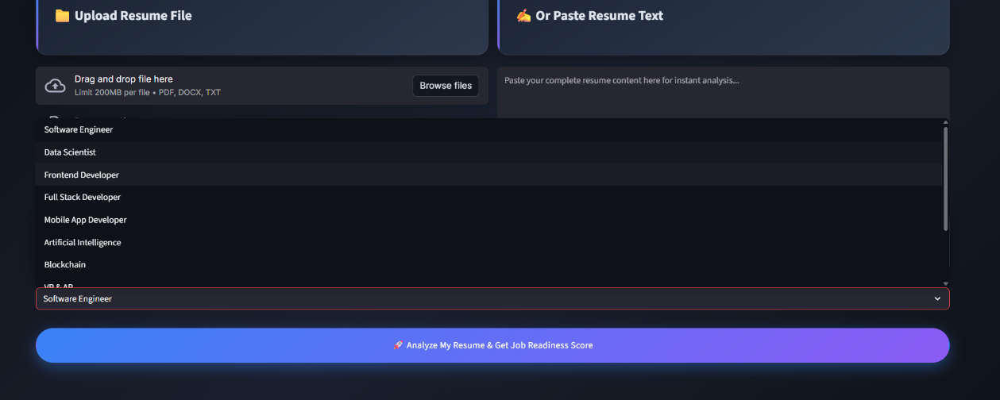 📁 Upload Resume File
✍️ Or Paste Resume Text
Drag and drop file here
Limit 200MB per file • PDF, DOCX, TXT
Browse files
Paste your complete resume content here for instant analysis...
Software Engineer
Data Scientist
Frontend Developer
Full Stack Developer
Mobile App Developer
Artificial Intelligence
Blockchain
VR & AR
Software Engineer
🚀 Analyze My Resume & Get Job Readiness Score